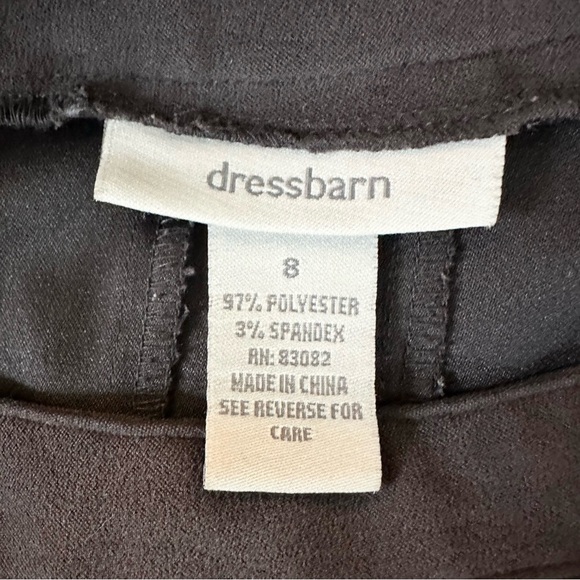 dressbarn
8
97% POLYESTER
3% SPANDEX
RN: 83082
MADE IN CHINA
SEE REVERSE FOR
CARE